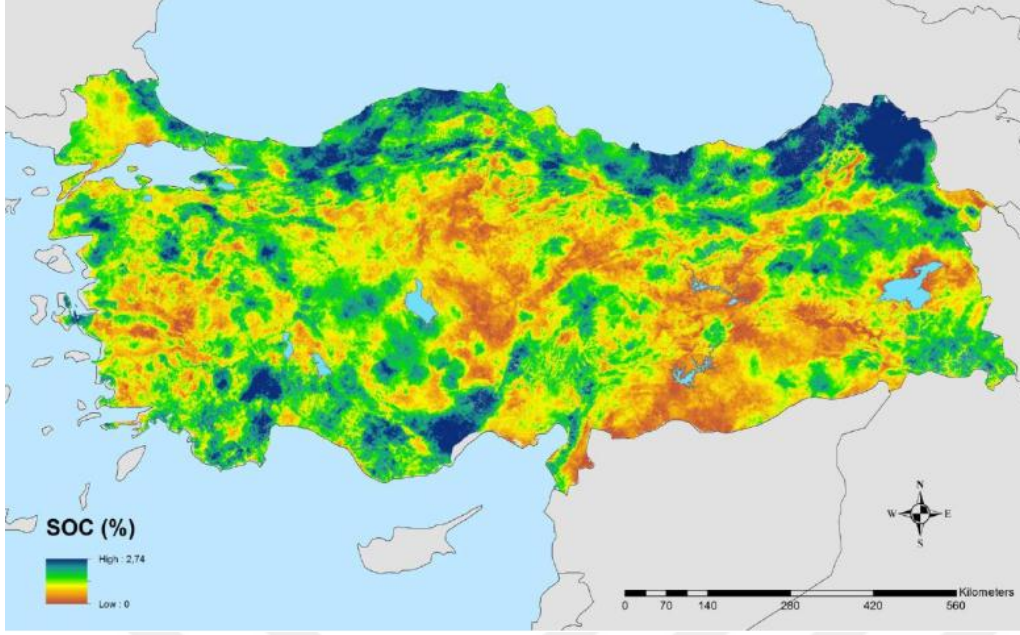 SOC (%)
High : 2,74
Low : 0
N
W E
S
Kilometers
0 70 140 280 420 560